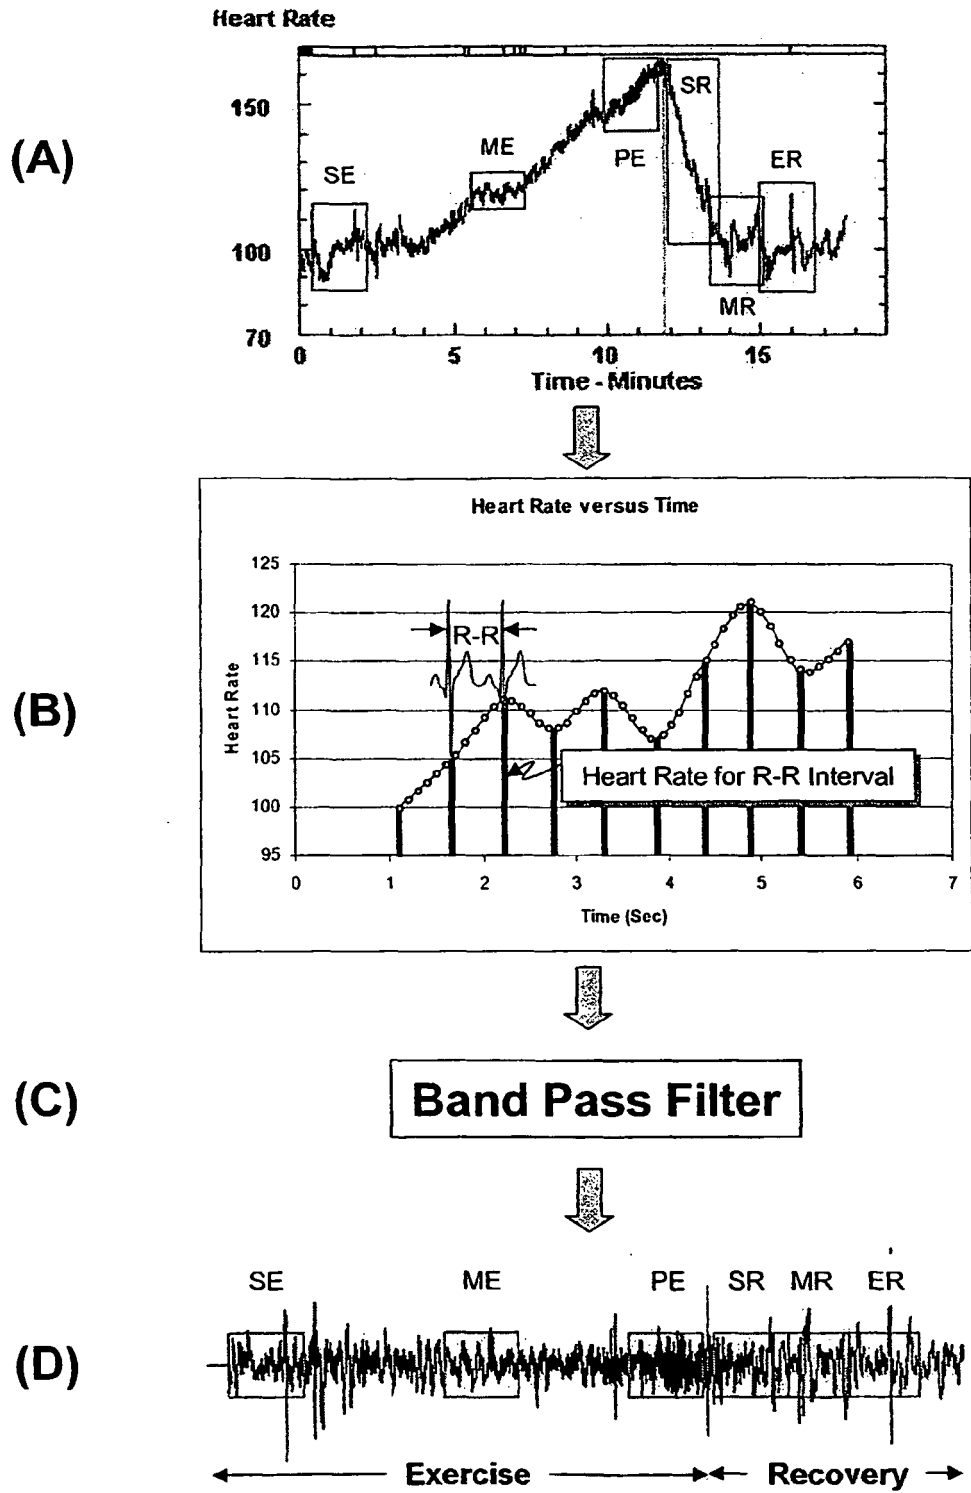 Heart Rate
(A)
150
100
70
SE
ME
PE
SR
ER
MR
0 5 10 15
Time - Minutes
(B)
Heart Rate versus Time
125
120
115
110
105
100
95
Heart Rate
R-R
Heart Rate for R-R Interval
0 1 2 3 4 5 6 7
Time (Sec)
(C)
Band Pass Filter
(D)
SE ME PE SR MR ER
Exercise Recovery